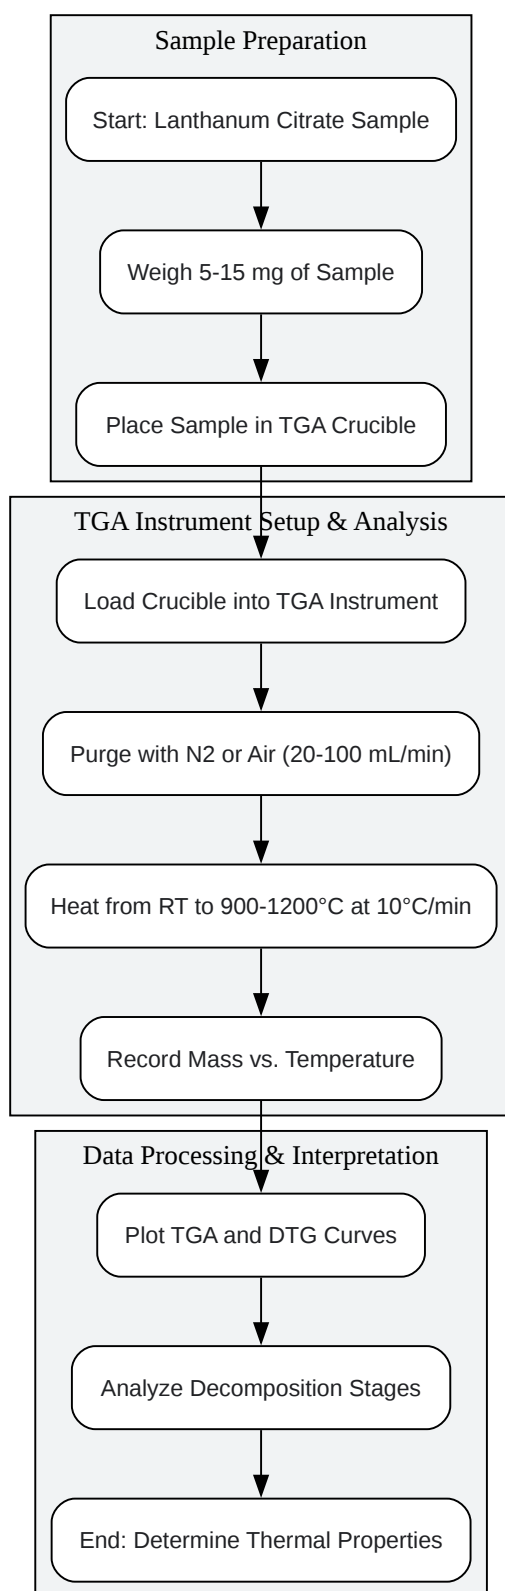 Sample Preparation
Start: Lanthanum Citrate Sample
Weigh 5-15 mg of Sample
Place Sample in TGA Crucible
TGA Instrument Setup & Analysis
Load Crucible into TGA Instrument
Purge with N2 or Air (20-100 mL/min)
Heat from RT to 900-1200°C at 10°C/min
Record Mass vs. Temperature
Data Processing & Interpretation
Plot TGA and DTG Curves
Analyze Decomposition Stages
End: Determine Thermal Properties